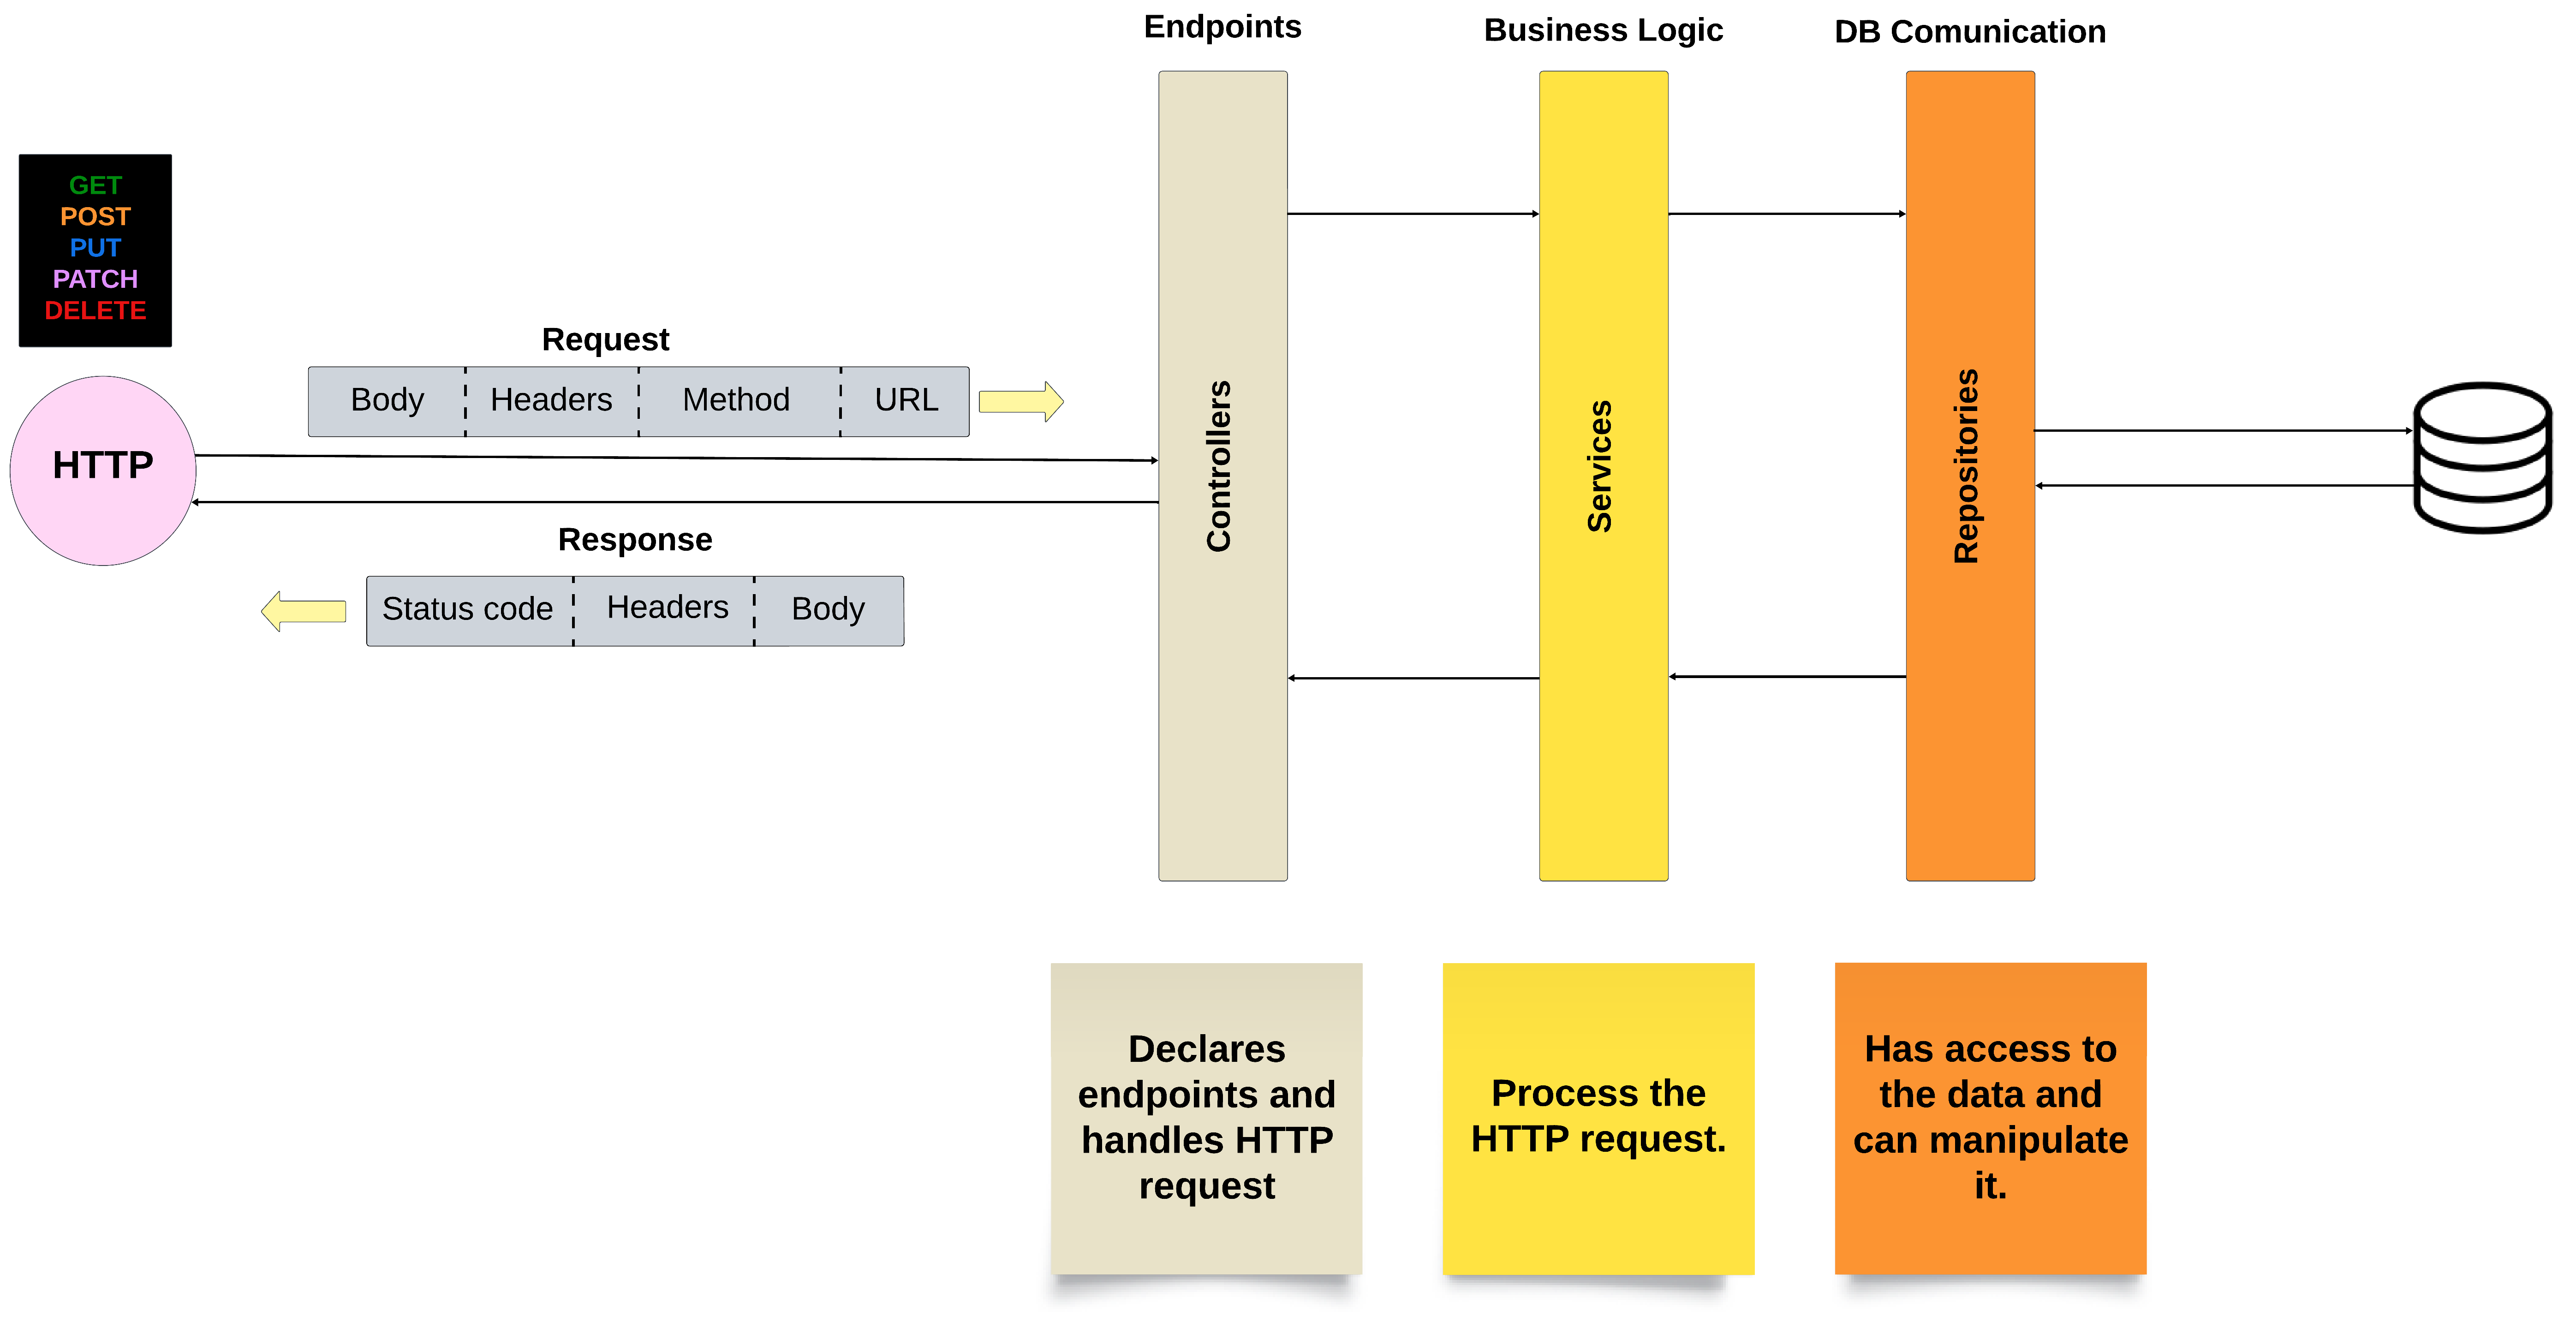 Endpoints
Business Logic
DB Comunication
GET
POST
PUT
PATCH
DELETE
Request
Body
Headers
Method
URL
HTTP
Response
Status code
Headers
Body
Controllers
Services
Repositories
Declares
endpoints and
handles HTTP
request
Process the
HTTP request.
Has access to
the data and
can manipulate
it.